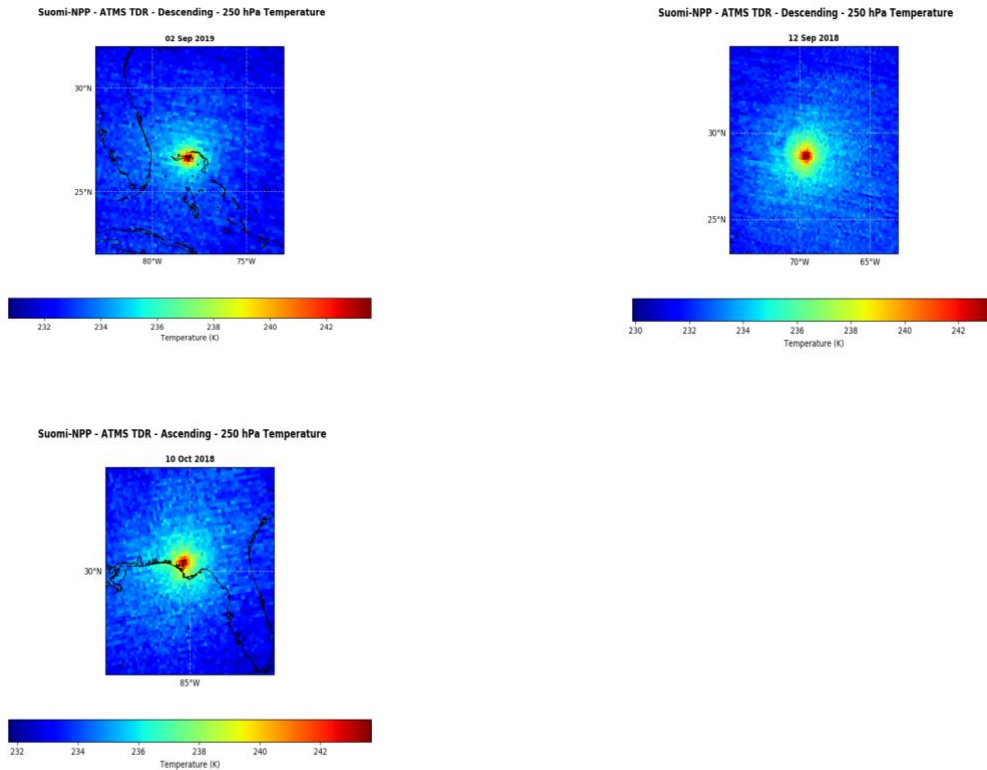 Suomi-NPP - ATMS TDR - Descending - 250 hPa Temperature
02 Sep 2019
30°N
25°N
80°W 75°W
232 234 236 238 240 242
Temperature (K)
Suomi-NPP - ATMS TDR - Descending - 250 hPa Temperature
12 Sep 2018
30°N
25°N
70°W 65°W
230 232 234 236 238 240 242
Temperature (K)
Suomi-NPP - ATMS TDR - Ascending - 250 hPa Temperature
10 Oct 2018
30°N
85°W
232 234 236 238 240 242
Temperature (K)